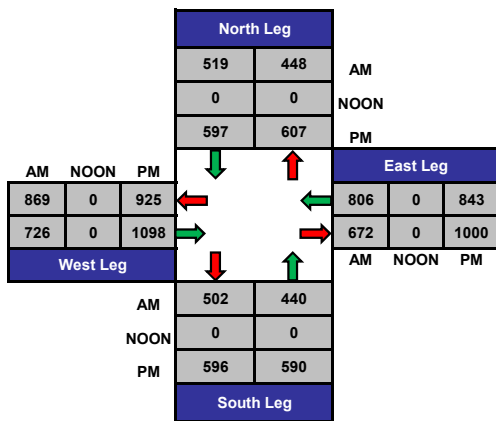 North Leg
519 448 AM
0 0 NOON
597 607 PM
East Leg
AM NOON PM
869 0 925 806 0 843
726 0 1098 672 0 1000
West Leg AM NOON PM
AM 502 440
NOON 0 0
PM 596 590
South Leg